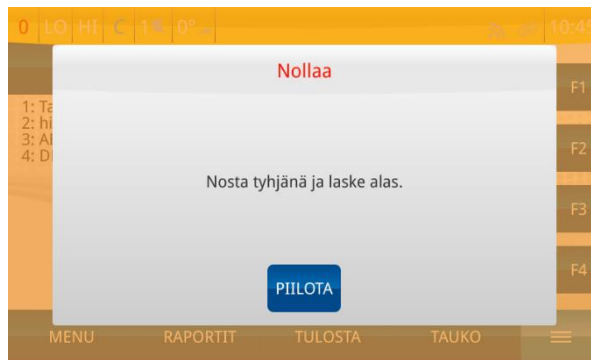 0 LO HI C 1 0° 10:45
Nollaa
F1
1: Ta
2: hi
3: Al
4: D
F2
Nosta tyhjänä ja laske alas.
F3
F4
PIILOTA
MENU RAPORTIT TULOSTA TAUKO